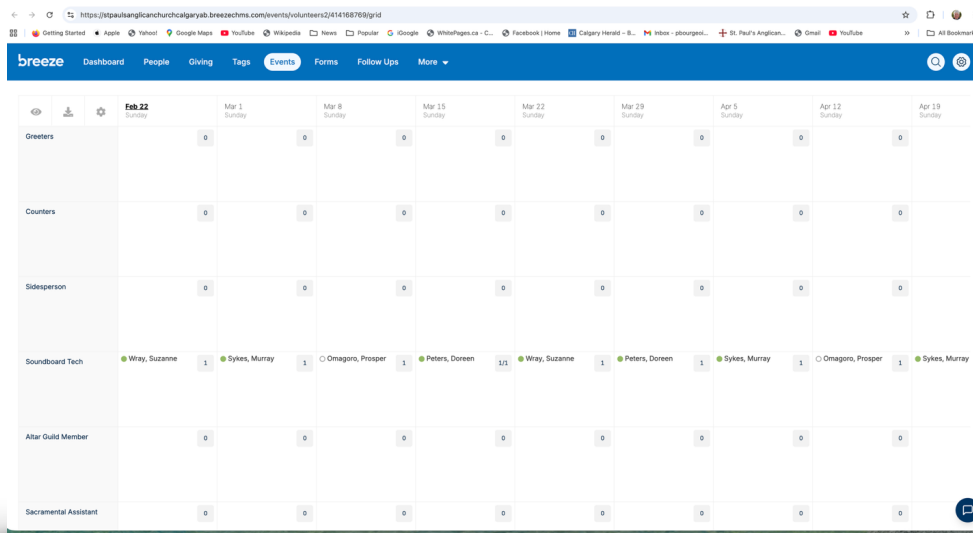 https://stpaulsanglicanchurchcalgaryab.breezechms.com/events/volunteers2/414168769/grid
Getting Started Apple Yahoo! Google Maps YouTube Wikipedia News Popular iGoogle WhitePages.ca - C... Facebook | Home Calgary Herald – B... Inbox - pbourgeoi... St. Paul's Anglican... Gmail YouTube » All Bookmark
breeze Dashboard People Giving Tags Events Forms Follow Ups More
Feb 22 Mar 1 Mar 8 Mar 15 Mar 22 Mar 29 Apr 5 Apr 12 Apr 19
Sunday Sunday Sunday Sunday Sunday Sunday Sunday Sunday Sunday
Greeters 0 0 0 0 0 0 0 0
Counters 0 0 0 0 0 0 0 0
Sidesperson 0 0 0 0 0 0 0 0
Soundboard Tech Wray, Suzanne 1 Sykes, Murray 1 Omagoro, Prosper 1 Peters, Doreen 1/1 Wray, Suzanne 1 Peters, Doreen 1 Sykes, Murray 1 Omagoro, Prosper 1 Sykes, Murray
Altar Guild Member 0 0 0 0 0 0 0 0
Sacramental Assistant 0 0 0 0 0 0 0 0